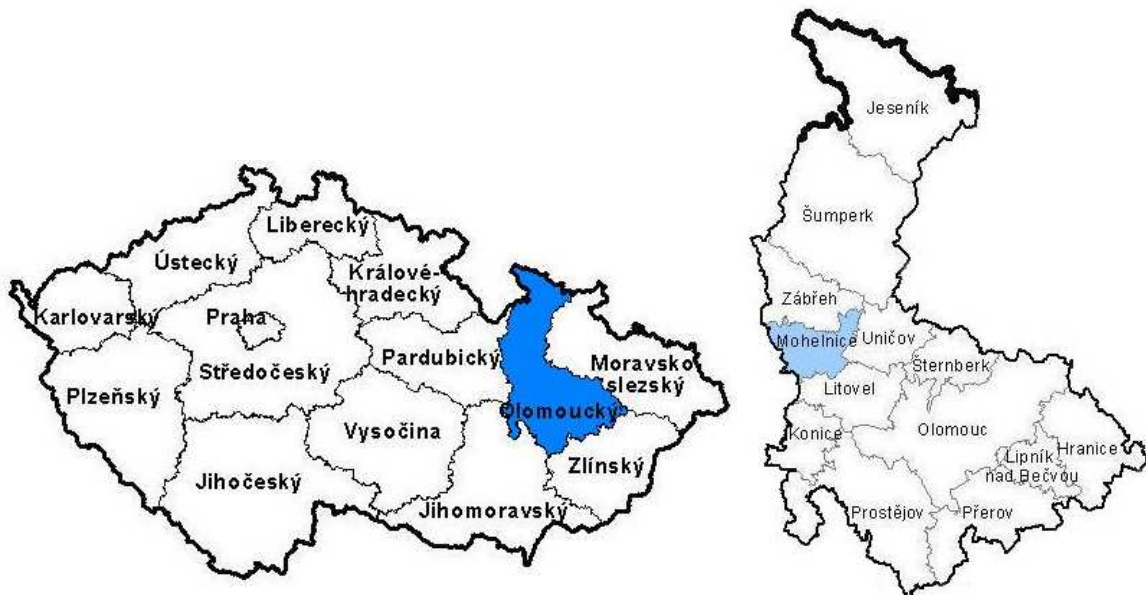 Liberecký
Ústecký
Králové-
hradecký
Karlovarský
Praha
Pardubický
Moravsko
slezský
Středočeský
Plzeňský
Olomoucký
Vysočina
Zlínský
Jihočeský
Jihomoravský
Jeseník
Šumperk
Zábřeh
Mohelnice
Uničov
Sternberk
Litovel
Konice
Olomouc
Hranice
Lipník
nad Bečvou
Prostějov
Přerov